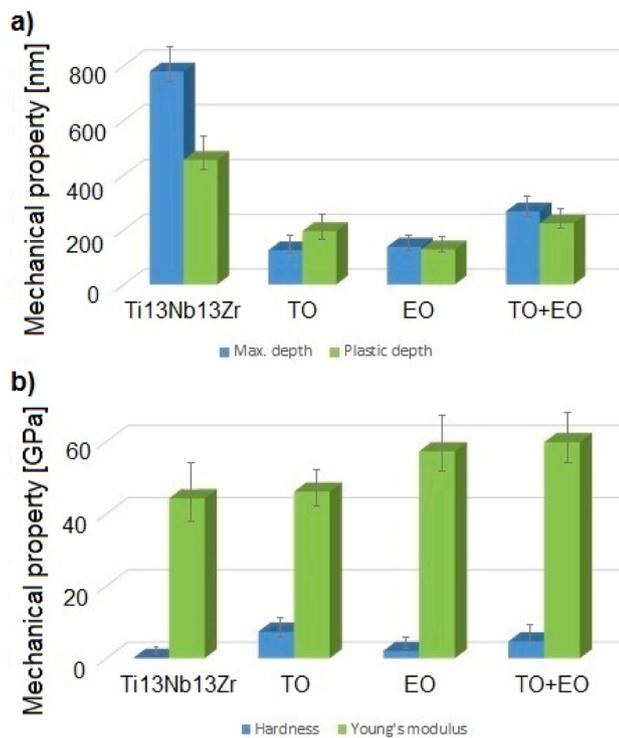 a)
Mechanical property [nm]
800
600
400
200
0
Ti13Nb13Zr TO EO TO+EO
Max. depth Plastic depth
b)
Mechanical property [GPa]
60
40
20
0
Ti13Nb13Zr TO EO TO+EO
Hardness Young's modulus